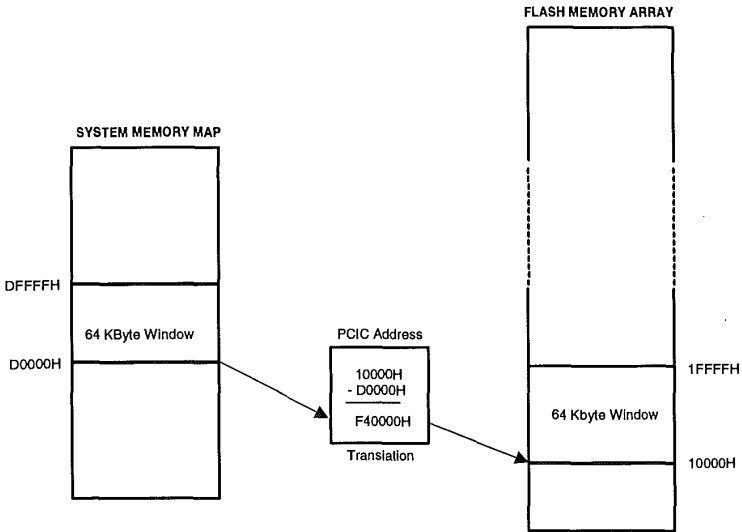 FLASH MEMORY ARRAY
SYSTEM MEMORY MAP
DFFFFH
64 KByte Window
D0000H
PCIC Address
10000H
- D0000H
F40000H
Translation
1FFFFH
64 Kbyte Window
10000H